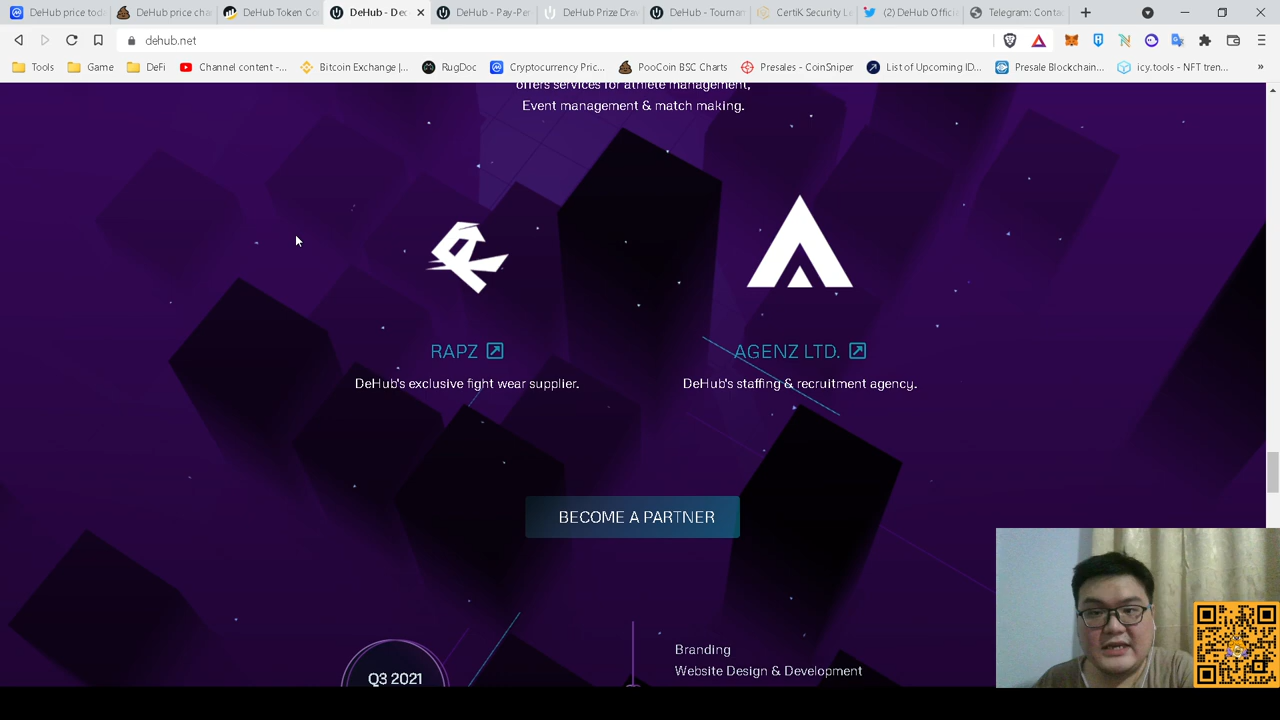 DeHub price tod
PooCoin price cha
DeHub Token Co
DeHub - Dec
DeHub - Pay-Per
DeHub Prize Draw
DeHub - Tournam
CertiK Security Le
(2) DeHub Offici
Telegram: Conta
dehub.net
Tools
Game
DeFi
Channel content -...
Bitcoin Exchange |...
RugDoc
Cryptocurrency Pric...
PooCoin BSC Charts
Presales - CoinSniper
List of Upcoming ID...
Presale Blockchain...
icy.tools - NFT tren...
»
offers services for athlete management,
Event management & match making.
RAPZ
AGENZ LTD.
DeHub's exclusive fight wear supplier.
DeHub's staffing & recruitment agency.
BECOME A PARTNER
Q3 2021
Branding
Website Design & Development